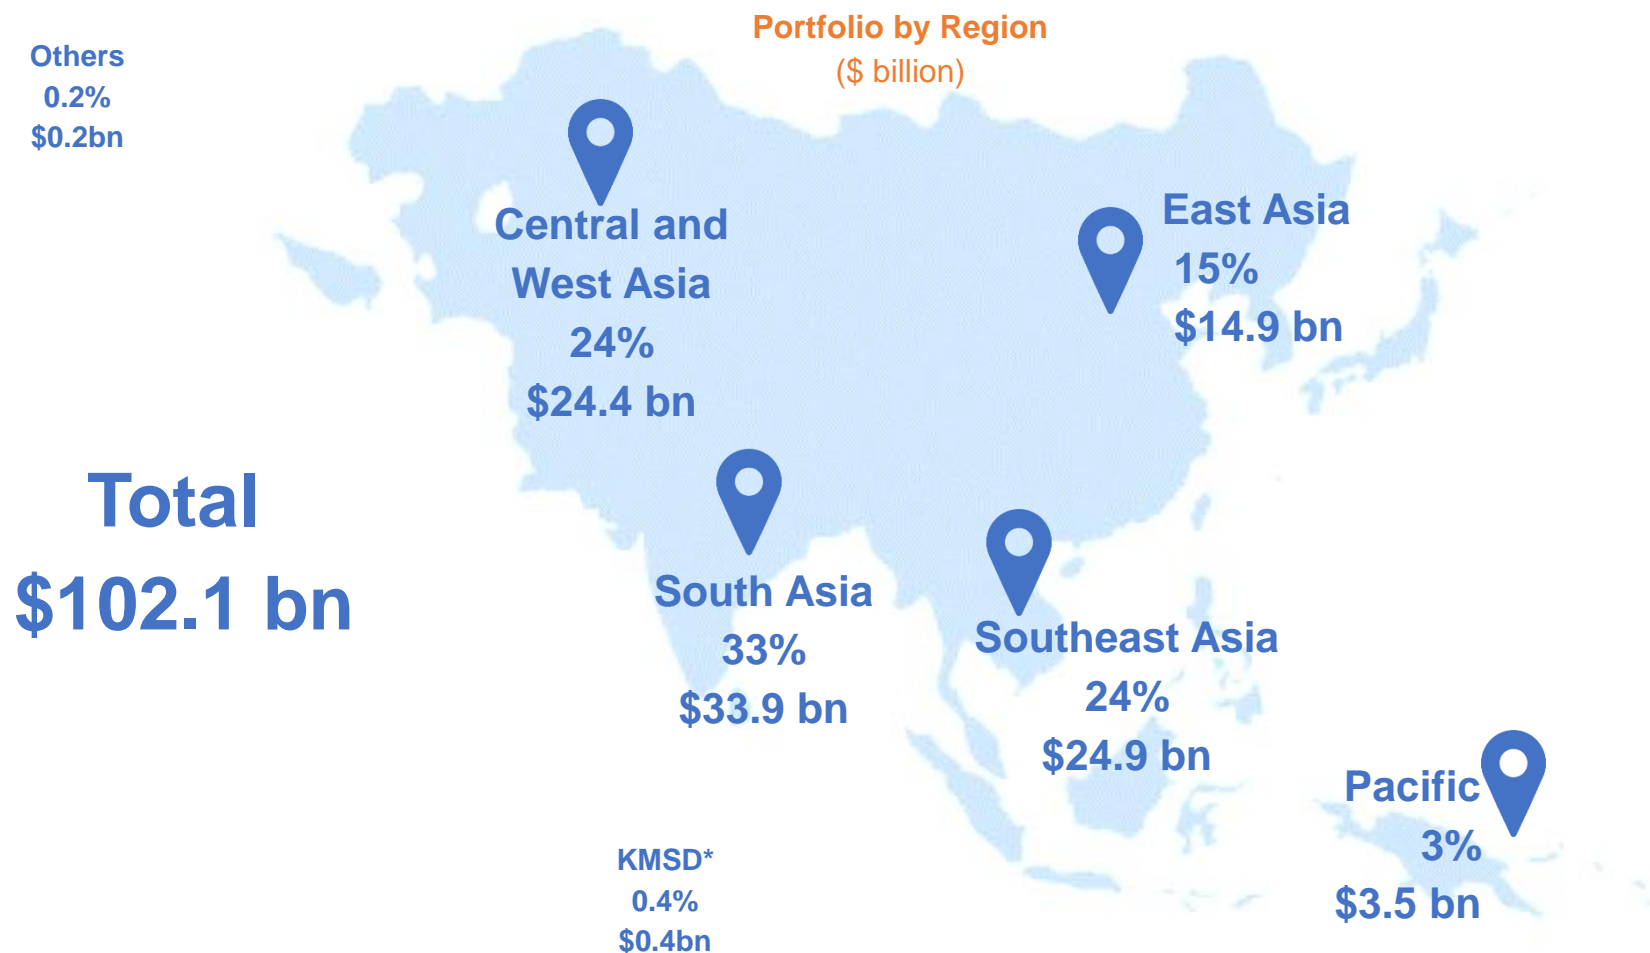 Portfolio by Region
($ billion)
Others
0.2%
$0.2bn
Central and
West Asia
24%
$24.4 bn
East Asia
15%
$14.9 bn
Total
$102.1 bn
South Asia
33%
$33.9 bn
Southeast Asia
24%
$24.9 bn
Pacific
3%
$3.5 bn
KMSD*
0.4%
$0.4bn